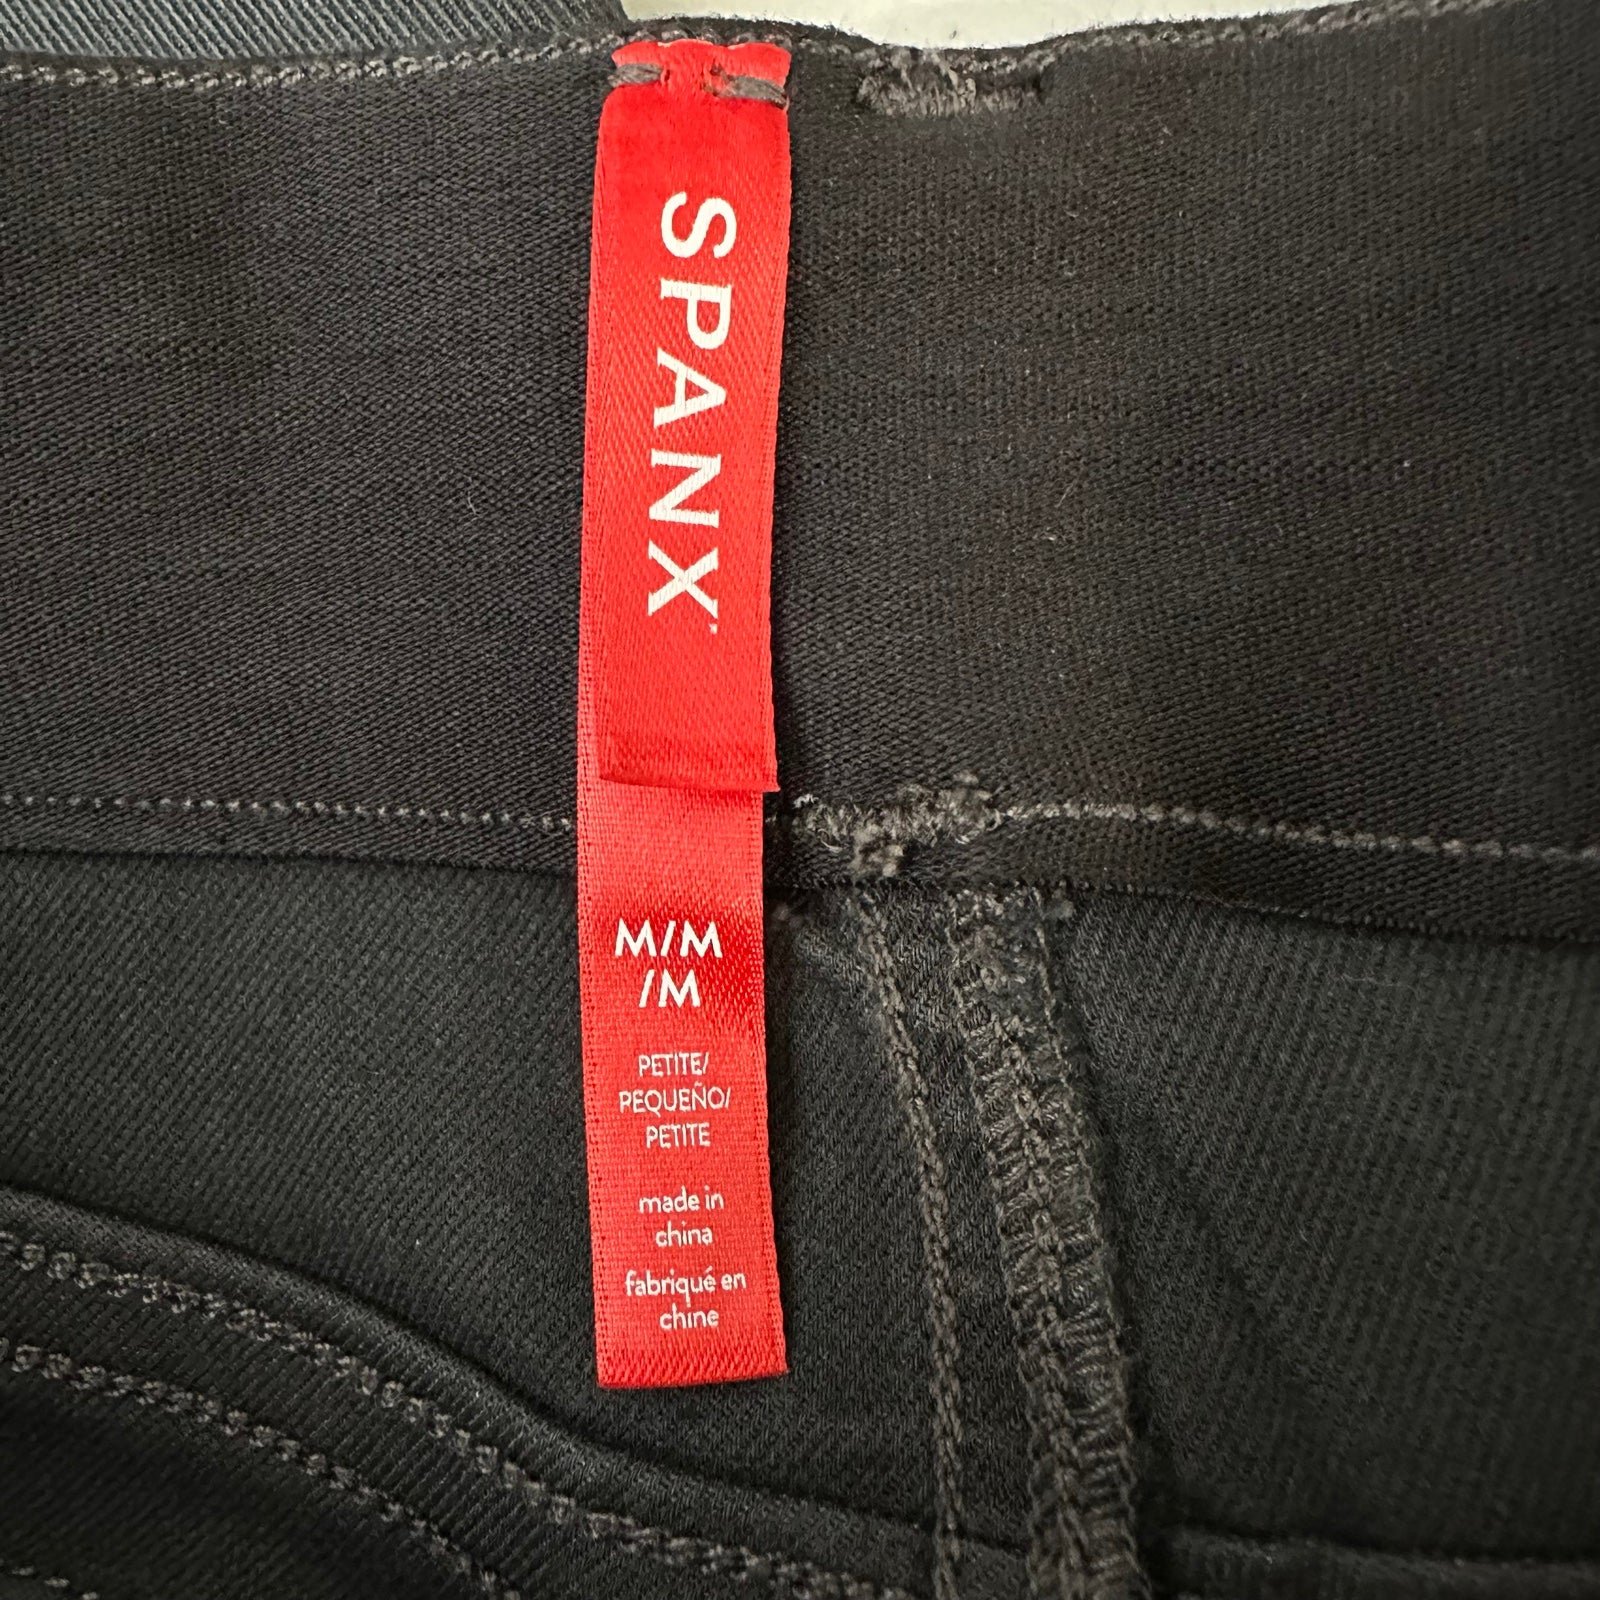 SPANX
M/M
/M
PETITE/
PEQUEÑO/
PETITE
made in
china
fabriqué en
chine